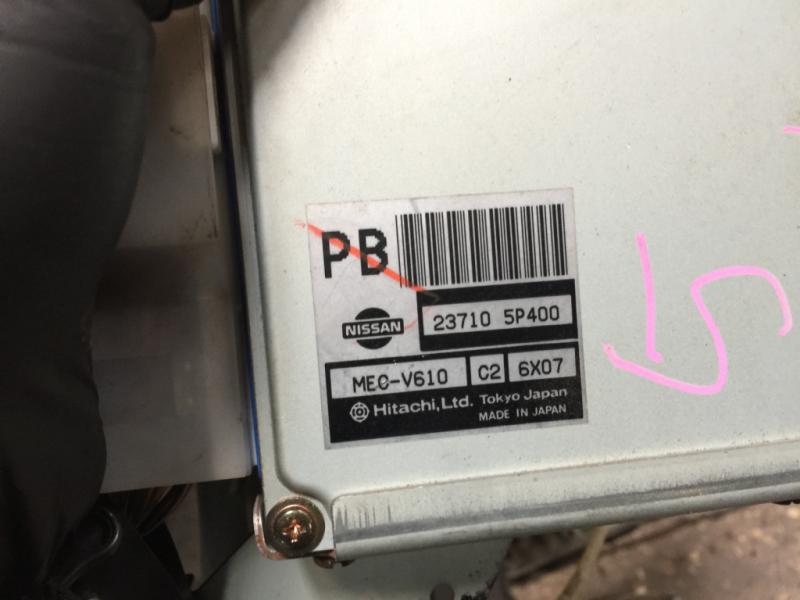 PB
NISSAN
23710 5P400
MEC-V610 C2 6X07
Hitachi,Ltd. Tokyo Japan
MADE IN JAPAN